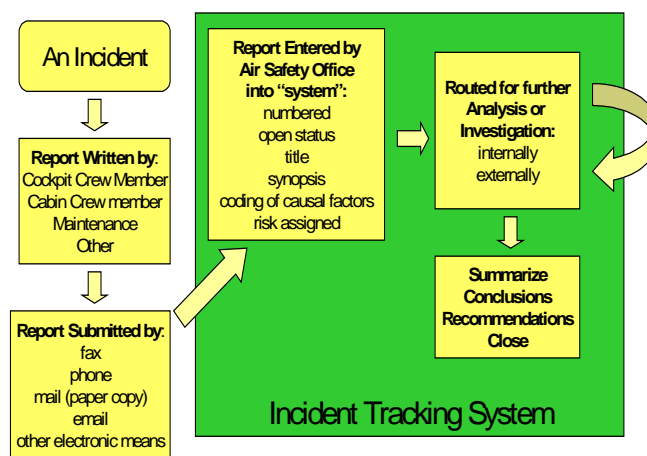 An Incident
Report Written by:
Cockpit Crew Member
Cabin Crew member
Maintenance
Other
Report Submitted by:
fax
phone
mail (paper copy)
email
other electronic means
Report Entered by
Air Safety Office
into “system”:
numbered
open status
title
synopsis
coding of causal factors
risk assigned
Routed for further
Analysis or
Investigation:
internally
externally
Summarize
Conclusions
Recommendations
Close
Incident Tracking System